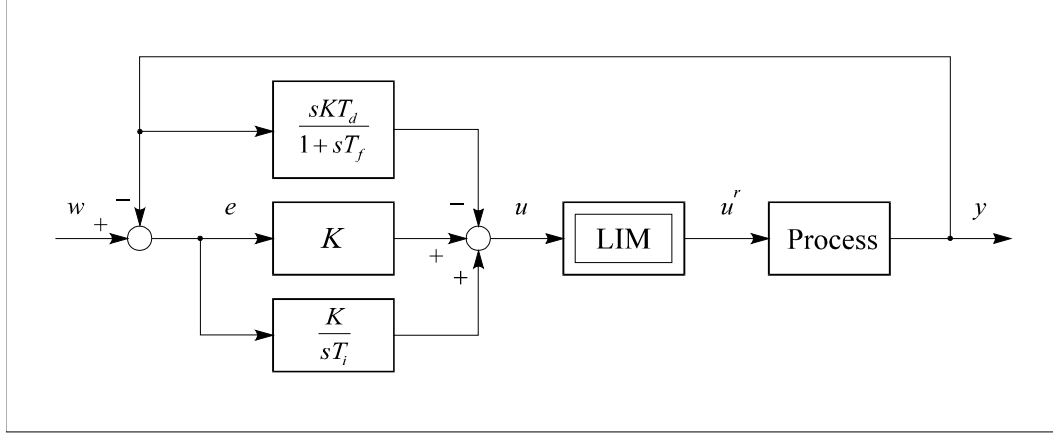 sKT_d
1 + sT_f
w
+
−
e
K
−
+
+
u
LIM
u^r
Process
y
K
sT_i